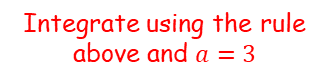 Integrate using the rule
above and a = 3